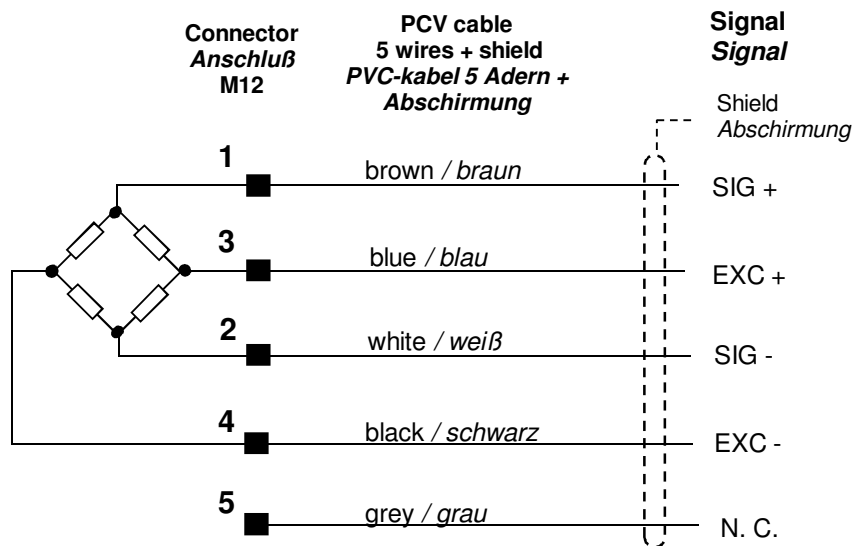 Connector
Anschluß
M12
PCV cable
5 wires + shield
PVC-kabel 5 Adern +
Abschirmung
Signal
Signal
Shield
Abschirmung
1
brown / braun
SIG +
3
blue / blau
EXC +
2
white / weiß
SIG -
4
black / schwarz
EXC -
5
grey / grau
N. C.